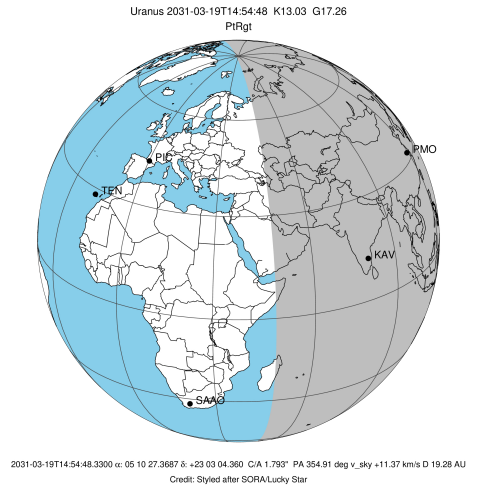 Uranus 2031-03-19T14:54:48 K13.03 G17.26
PtRgt
PMO
PIC
TEN
KAV
SAAO
2031-03-19T14:54:48.3300 α: 05 10 27.3687 δ: +23 03 04.360 C/A 1.793" PA 354.91 deg v_sky +11.37 km/s D 19.28 AU
Credit: Styled after SORA/Lucky Star